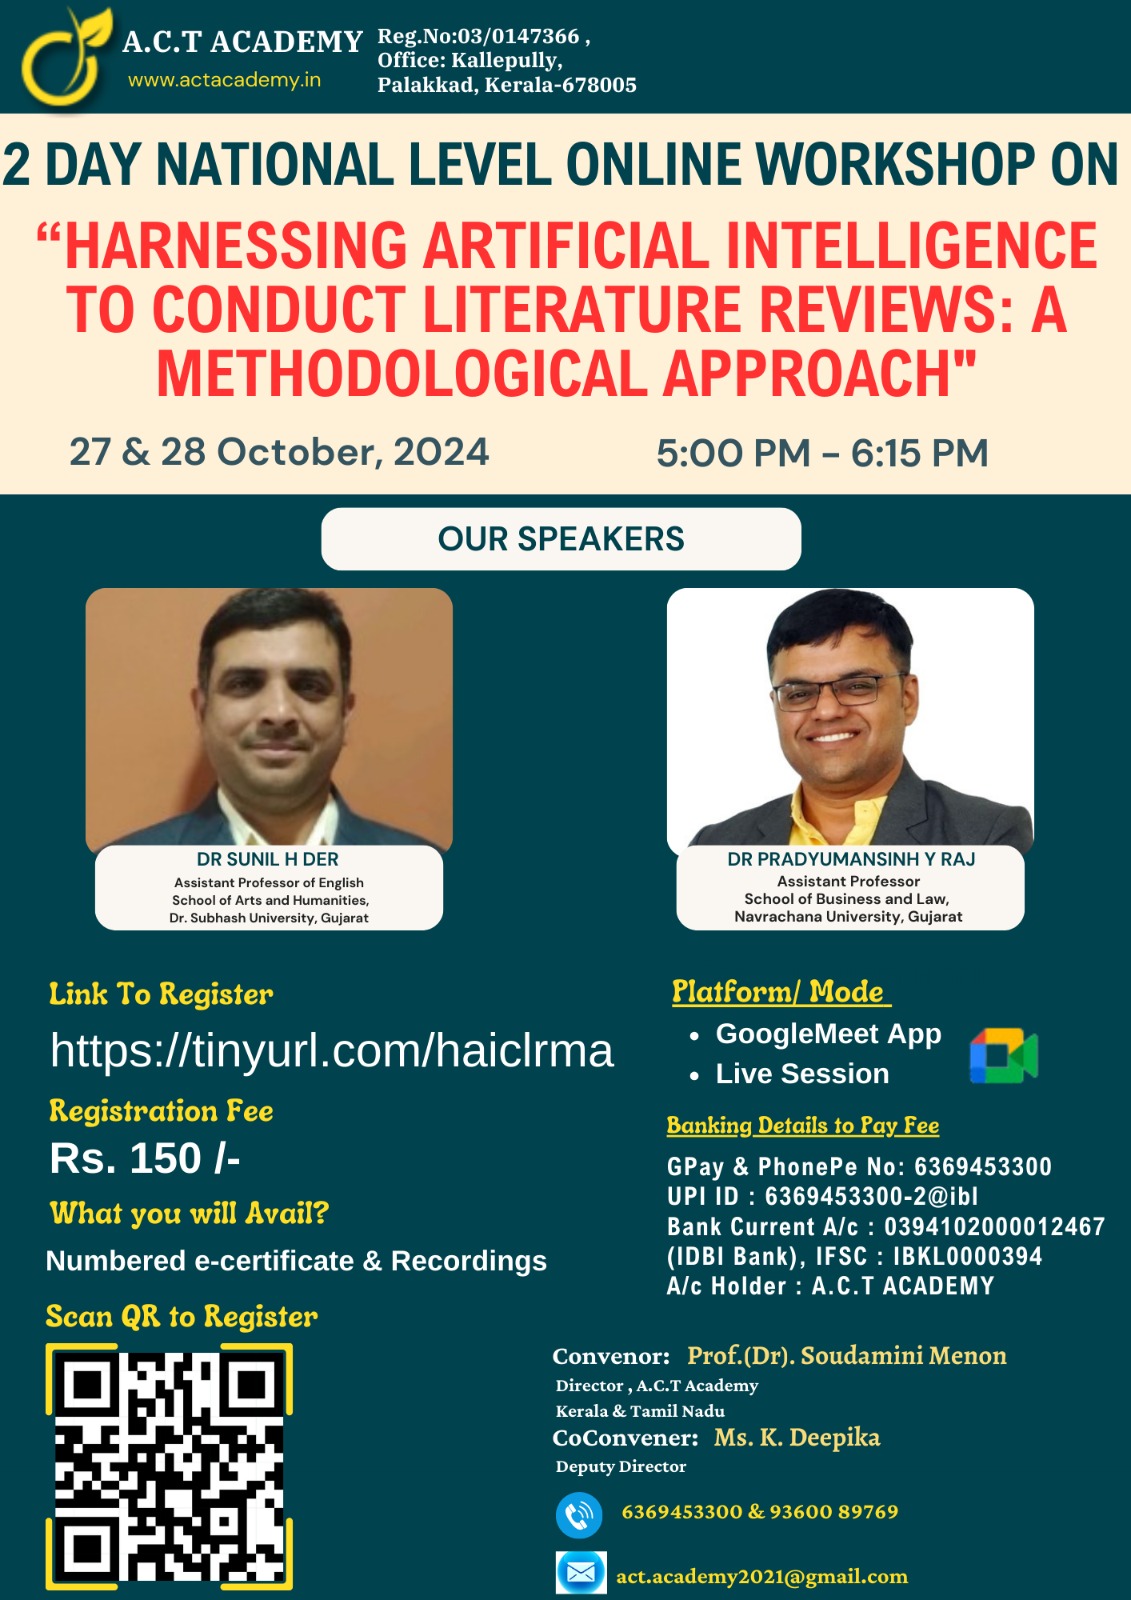 A.C.T ACADEMY
www.actacademy.in
Reg.No:03/0147366 ,
Office: Kallepully,
Palakkad, Kerala-678005
2 DAY NATIONAL LEVEL ONLINE WORKSHOP ON
“HARNESSING ARTIFICIAL INTELLIGENCE
TO CONDUCT LITERATURE REVIEWS: A
METHODOLOGICAL APPROACH"
27 & 28 October, 2024
5:00 PM – 6:15 PM
OUR SPEAKERS
DR SUNIL H DER
Assistant Professor of English
School of Arts and Humanities,
Dr. Subhash University, Gujarat
DR PRADYUMANSINH Y RAJ
Assistant Professor
School of Business and Law,
Navrachana University, Gujarat
Link To Register
https://tinyurl.com/haiclrma
Registration Fee
Rs. 150 /-
What you will Avail?
Numbered e-certificate & Recordings
Scan QR to Register
Platform/ Mode
• GoogleMeet App
• Live Session
Banking Details to Pay Fee
GPay & PhonePe No: 6369453300
UPI ID : 6369453300-2@ibl
Bank Current A/c : 0394102000012467
(IDBI Bank), IFSC : IBKL0000394
A/c Holder : A.C.T ACADEMY
Convenor: Prof.(Dr). Soudamini Menon
Director , A.C.T Academy
Kerala & Tamil Nadu
CoConvener: Ms. K. Deepika
Deputy Director
6369453300 & 93600 89769
act.academy2021@gmail.com